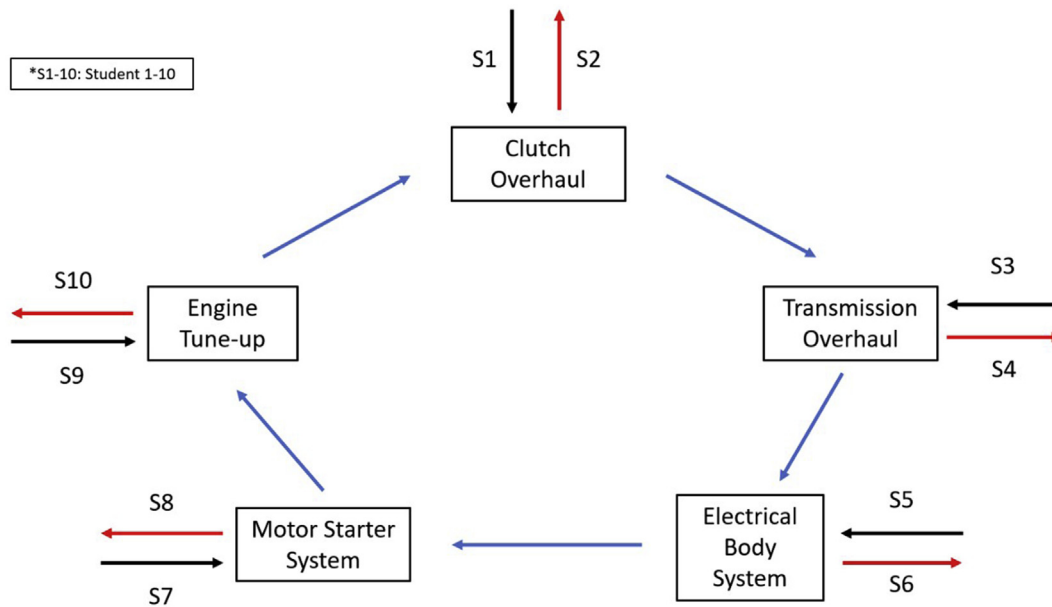 S1
S2
*S1-10: Student 1-10
Clutch
Overhaul
S10
Engine
Tune-up
S9
S3
Transmission
Overhaul
S4
S8
Motor Starter
System
S7
S5
Electrical
Body
System
S6